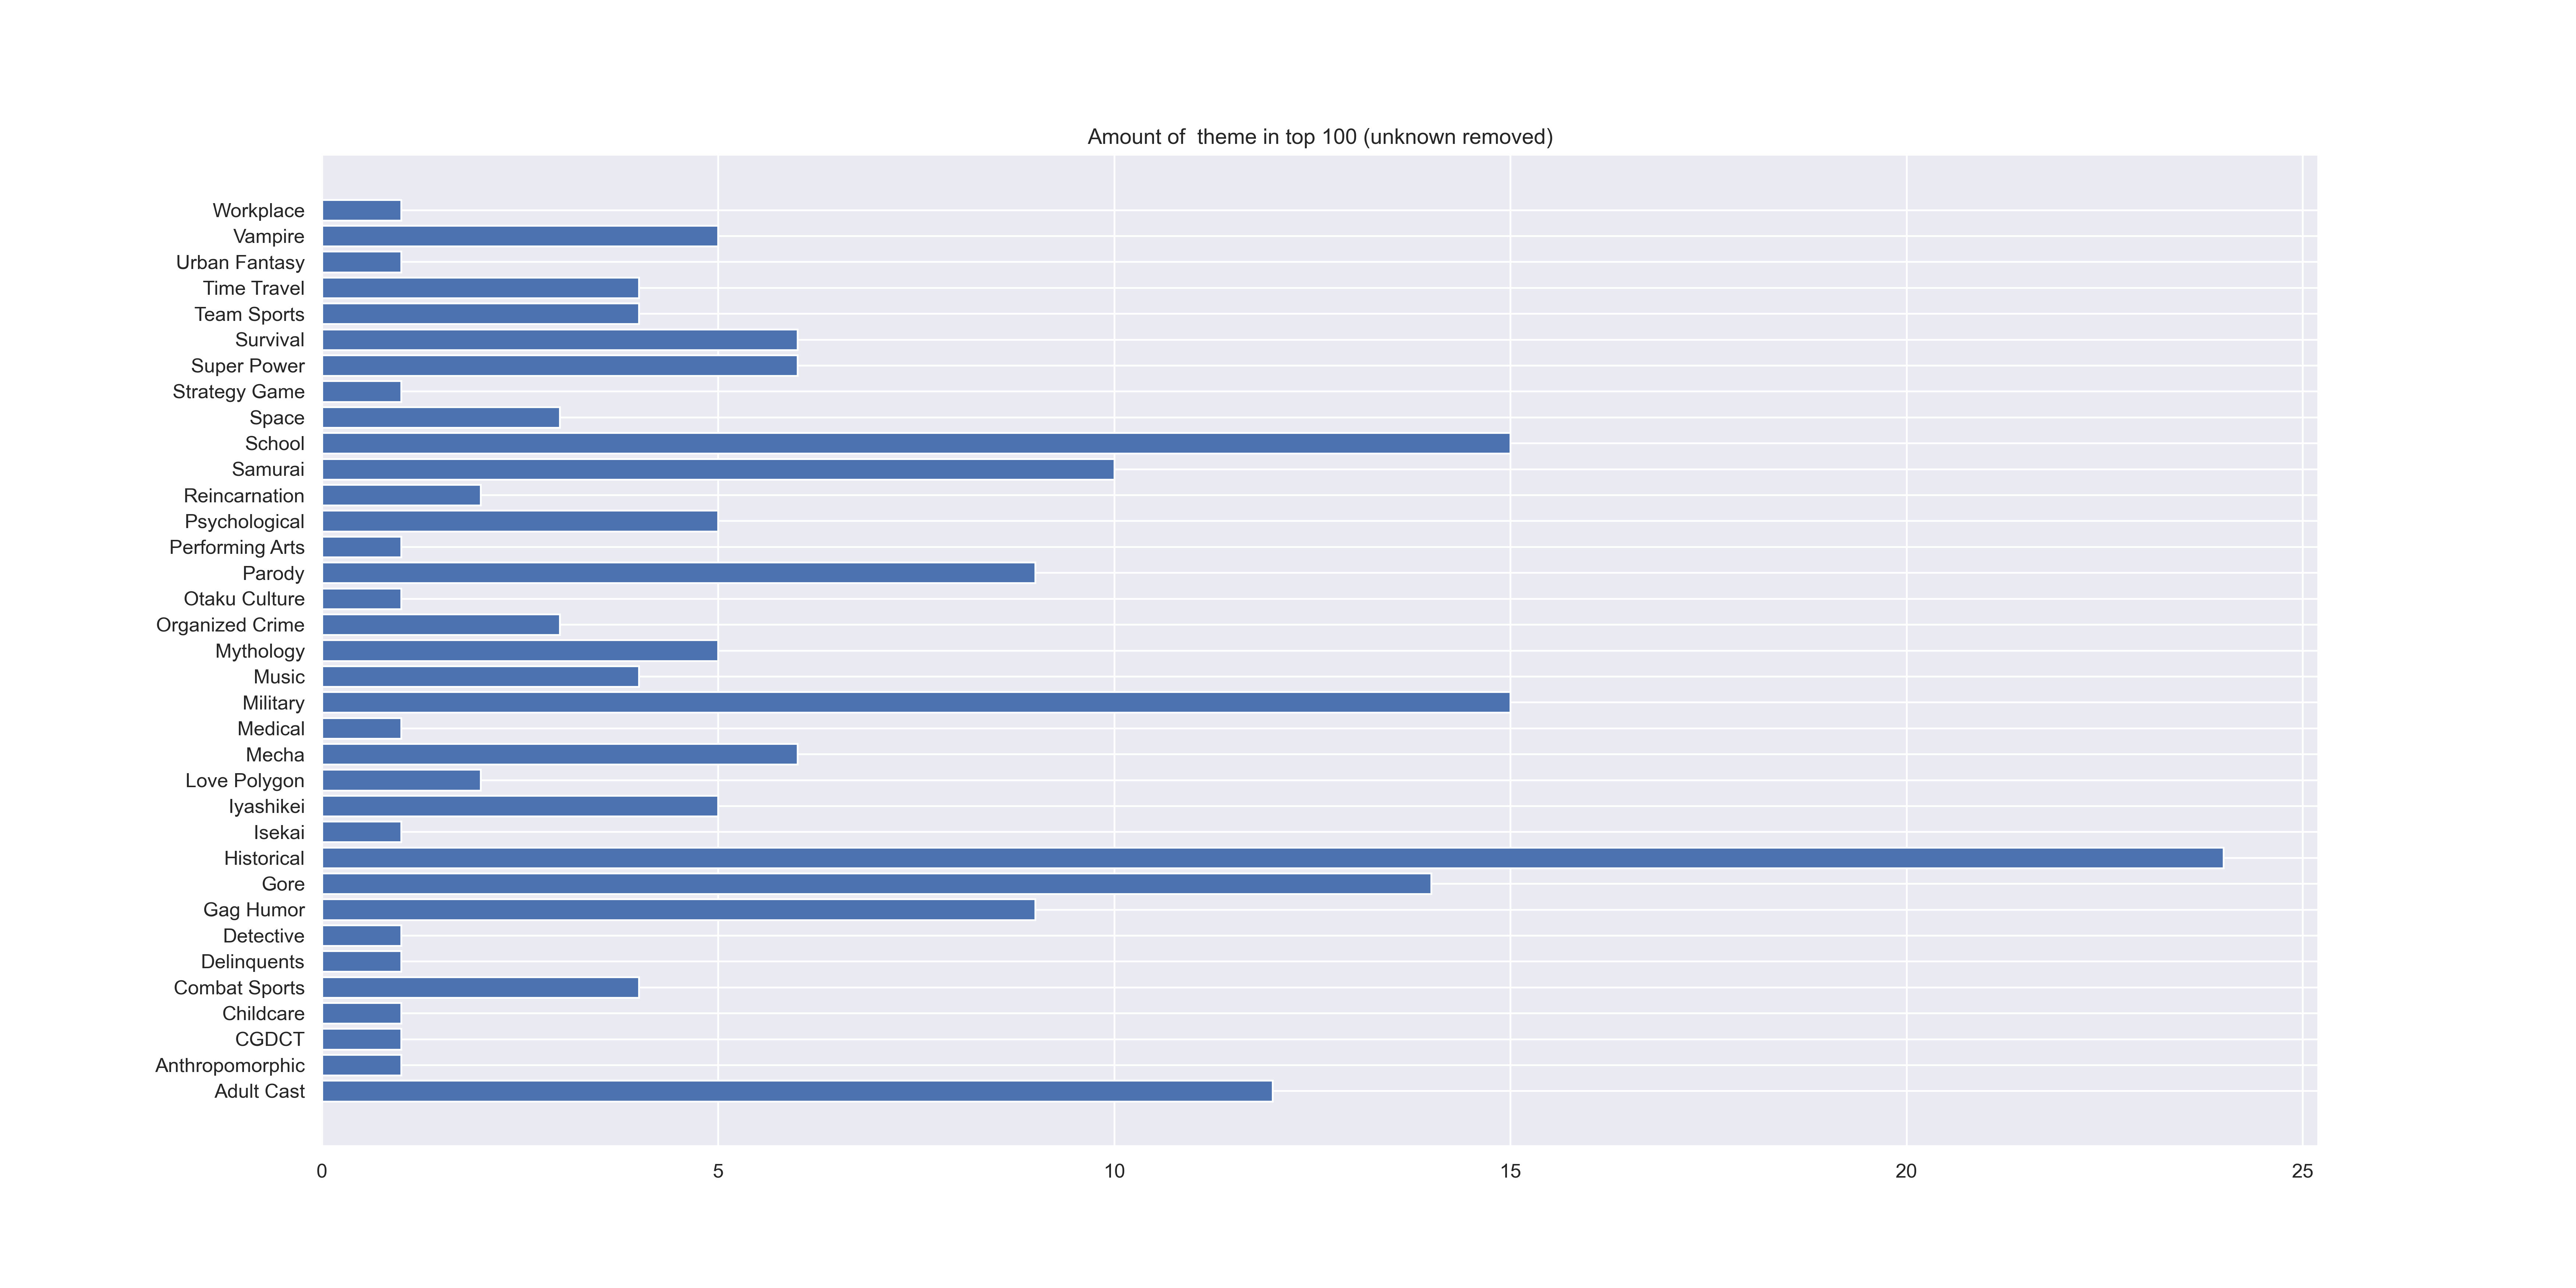 Amount of  theme in top 100 (unknown removed)
Workplace
Vampire
Urban Fantasy
Time Travel
Team Sports
Survival
Super Power
Strategy Game
Space
School
Samurai
Reincarnation
Psychological
Performing Arts
Parody
Otaku Culture
Organized Crime
Mythology
Music
Military
Medical
Mecha
Love Polygon
Iyashikei
Isekai
Historical
Gore
Gag Humor
Detective
Delinquents
Combat Sports
Childcare
CGDCT
Anthropomorphic
Adult Cast
0 5 10 15 20 25